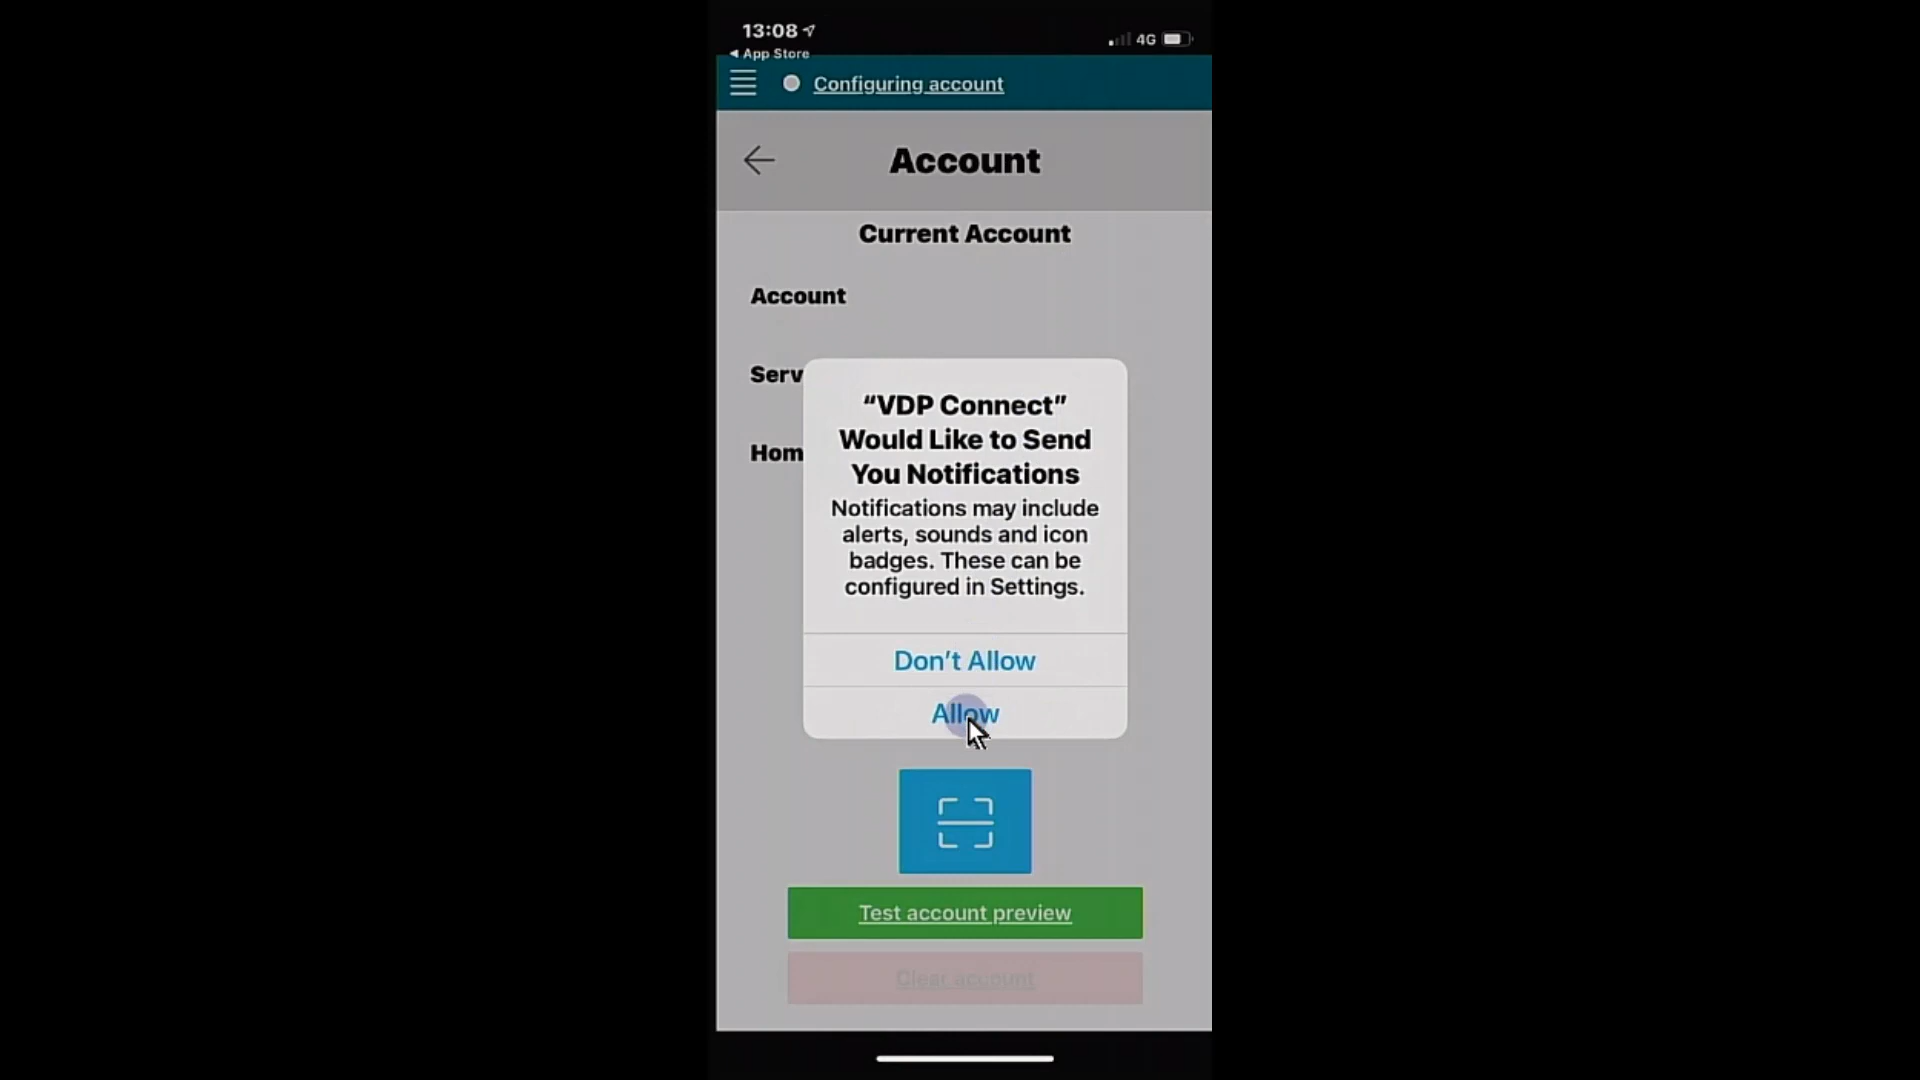 13:08
4G
◀ App Store
Configuring account
Account
Current Account
Account
Serv
Hom
“VDP Connect”
Would Like to Send
You Notifications
Notifications may include
alerts, sounds and icon
badges. These can be
configured in Settings.
Don’t Allow
Allow
Test account preview
Clear account